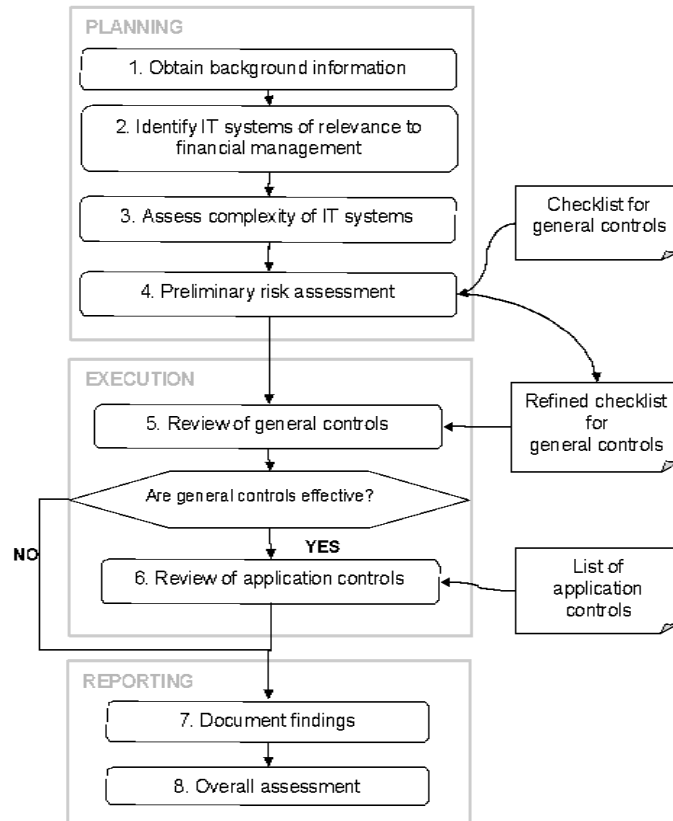 PLANNING
1. Obtain background information
2. Identify IT systems of relevance to
financial management
3. Assess complexity of IT systems
Checklist for
general controls
4. Preliminary risk assessment
EXECUTION
5. Review of general controls
Refined checklist
for
general controls
Are general controls effective?
NO
YES
6. Review of application controls
List of
application
controls
REPORTING
7. Document findings
8. Overall assessment